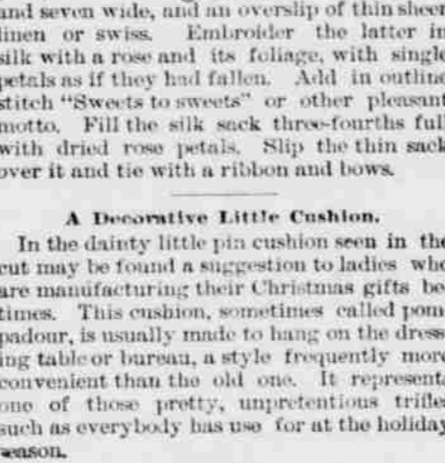 and seven wide, and an overslip of thin sheer
linen or swiss. Embroider the latter in
silk with a rose and its foliage, with single
petals as if they had fallen. Add in outline
stitch "Sweets to sweets" or other pleasant
motto. Fill the silk sack three-fourths full
with dried rose petals. Slip the thin sack
over it and tie with a ribbon and bows.
A Decorative Little Cushion.
In the dainty little pin cushion seen in the
cut may be found a suggestion to ladies who
are manufacturing their Christmas gifts be
times. This cushion, sometimes called pom
padour, is usually made to hang on the dress
ing table or bureau, a style frequently more
convenient than the old one. It represent
one of those pretty, unpretentious trifle
such as everybody has use for at the holiday
season.